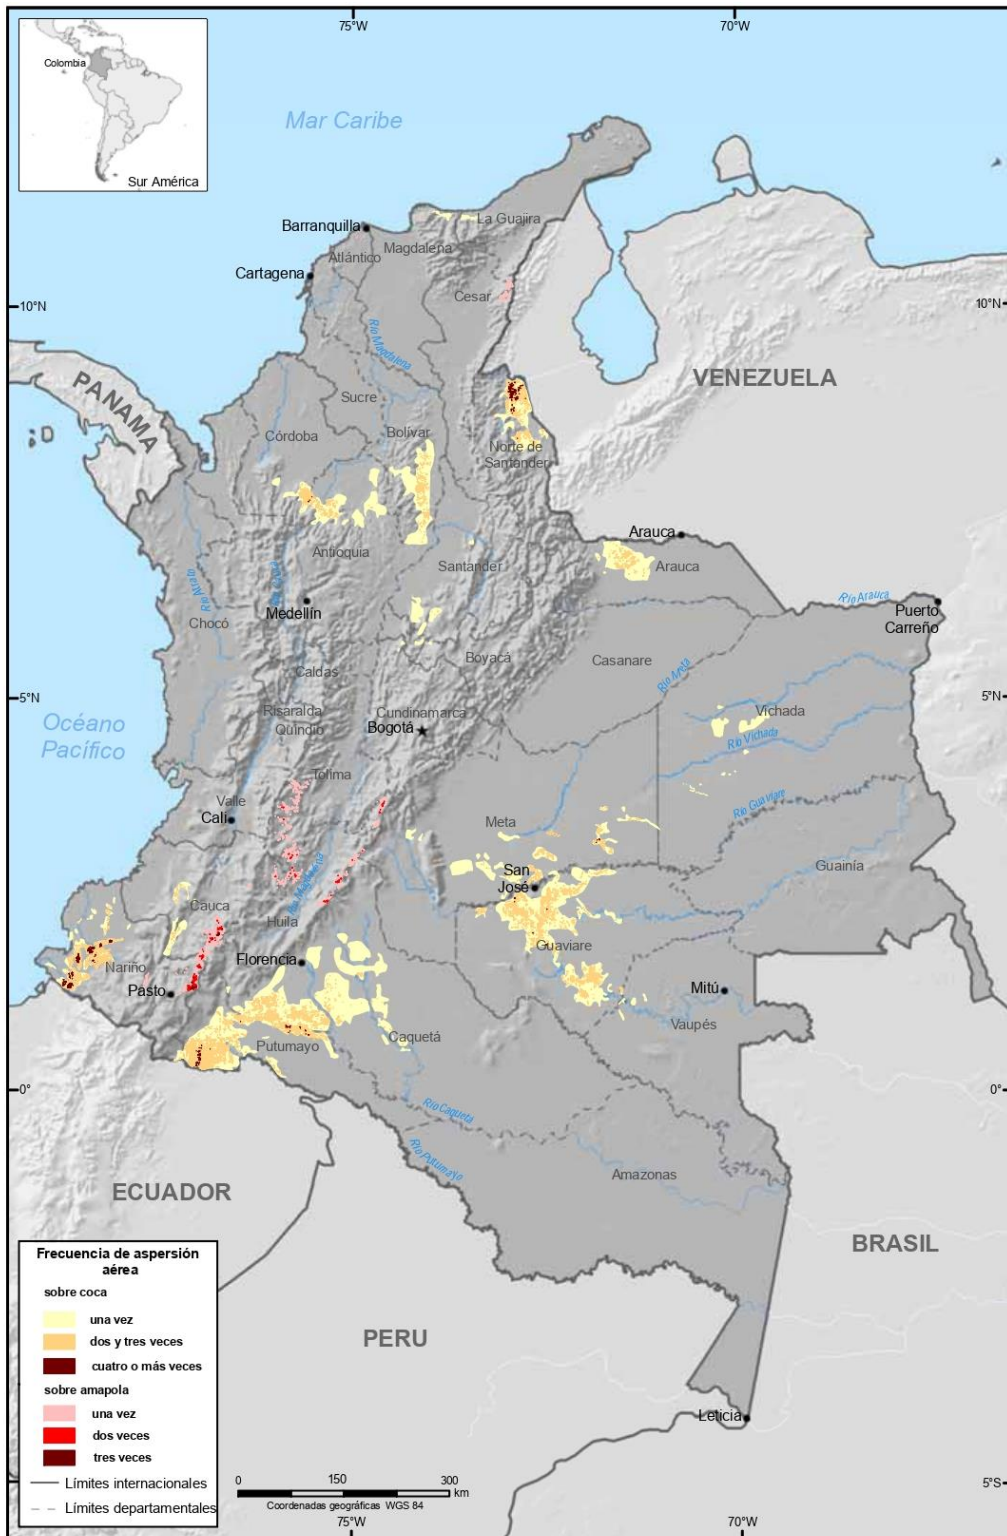 75°W
70°W
Colombia
Sur América
Mar Caribe
La Guajira
Barranquilla
Magdalena
Atlántico
Cartagena
Cesar
10°N
10°N
Río Magdalena
PANAMA
VENEZUELA
Sucre
Córdoba
Bolívar
Norte de
Santander
Arauca
Antioquia
Santander
Arauca
Río Atrato
Río Arauca
Medellín
Puerto
Carreño
Chocó
Boyacá
Casanare
Caldas
Río Meta
5°N
5°N
Océano
Pacífico
Risaralda
Quindío
Cundinamarca
Bogotá
Vichada
Río Vichada
Tolima
Valle
Calí
Meta
Río Guaviare
San
José
Guainía
Río Magdalena
Cauca
Huila
Guaviare
Nariño
Florencia
Pasto
Mitú
Vaupés
Caquetá
Putumayo
0°
0°
Río Caquetá
Río Putumayo
Amazonas
ECUADOR
BRASIL
PERU
Leticia
Frecuencia de aspersión
aérea
sobre coca
una vez
dos y tres veces
cuatro o más veces
sobre amapola
una vez
dos veces
tres veces
Límites internacionales
Límites departamentales
0 150 300
km
Coordenadas geográficas WGS 84
5°S
75°W
70°W